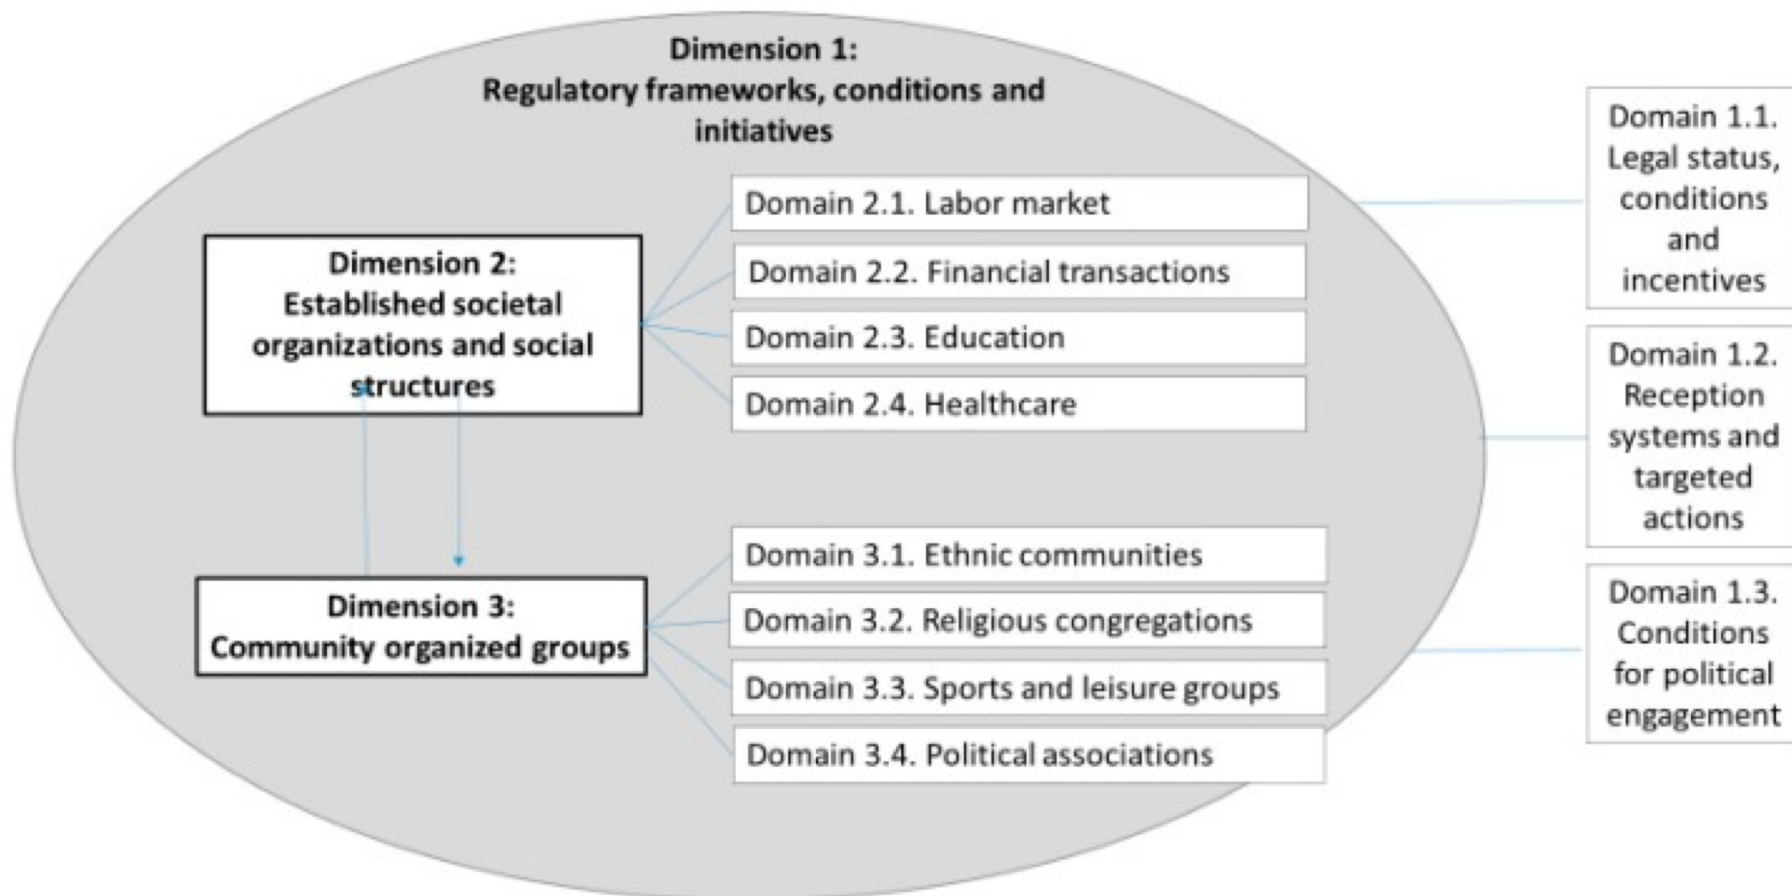 Dimension 1:
Regulatory frameworks, conditions and
initiatives
Dimension 2:
Established societal
organizations and social
structures
Domain 2.1. Labor market
Domain 2.2. Financial transactions
Domain 2.3. Education
Domain 2.4. Healthcare
Dimension 3:
Community organized groups
Domain 3.1. Ethnic communities
Domain 3.2. Religious congregations
Domain 3.3. Sports and leisure groups
Domain 3.4. Political associations
Domain 1.1.
Legal status,
conditions
and
incentives
Domain 1.2.
Reception
systems and
targeted
actions
Domain 1.3.
Conditions
for political
engagement